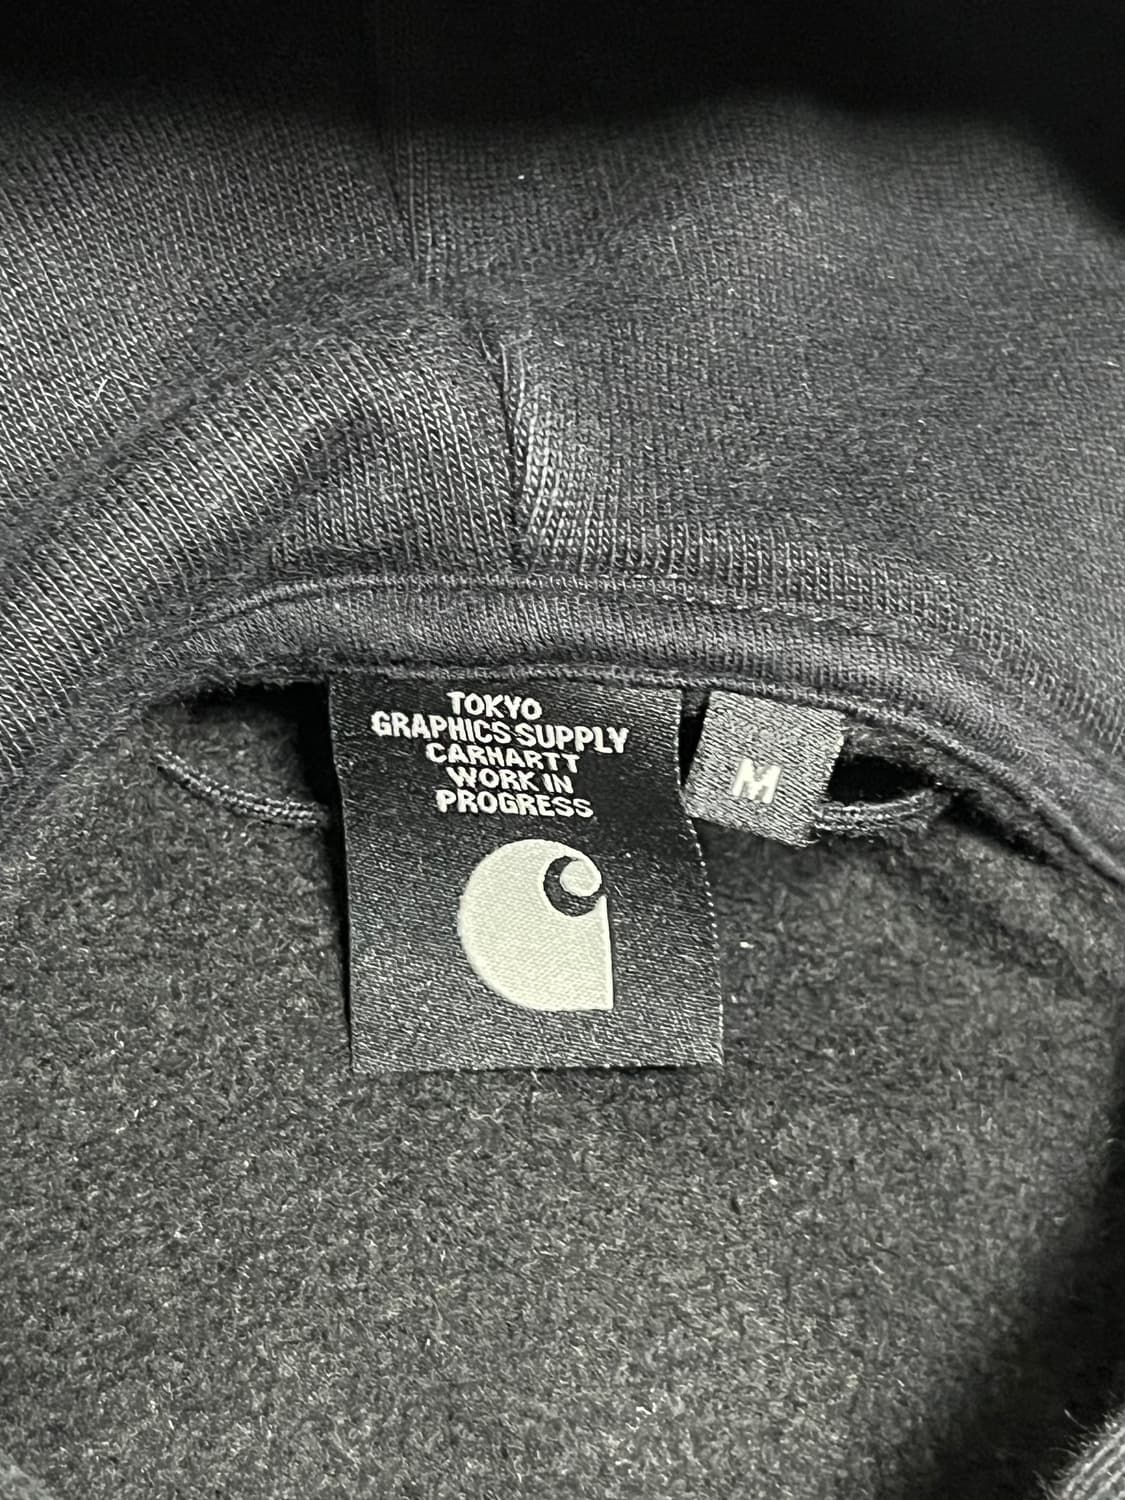 TOKYO
GRAPHICS SUPPLY
CARHARTT
WORK IN
PROGRESS
M